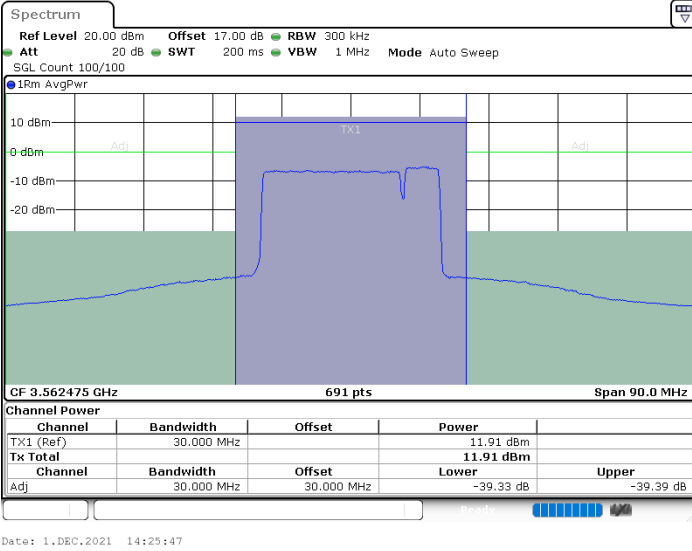 Spectrum
Ref Level 20.00 dBm Offset 17.00 dB RBW 300 kHz
Att 20 dB SWT 200 ms VBW 1 MHz Mode Auto Sweep
SGL Count 100/100
1Rm AvgPwr
10 dBm
TX1
Adj Adj
0 dBm
-10 dBm
-20 dBm
CF 3.562475 GHz 691 pts Span 90.0 MHz
Channel Power
Channel Bandwidth Offset Power
TX1 (Ref) 30.000 MHz 11.91 dBm
Tx Total 11.91 dBm
Channel Bandwidth Offset Lower Upper
Adj 30.000 MHz 30.000 MHz -39.33 dB -39.39 dB
Ready
Date: 1.DEC.2021 14:25:47